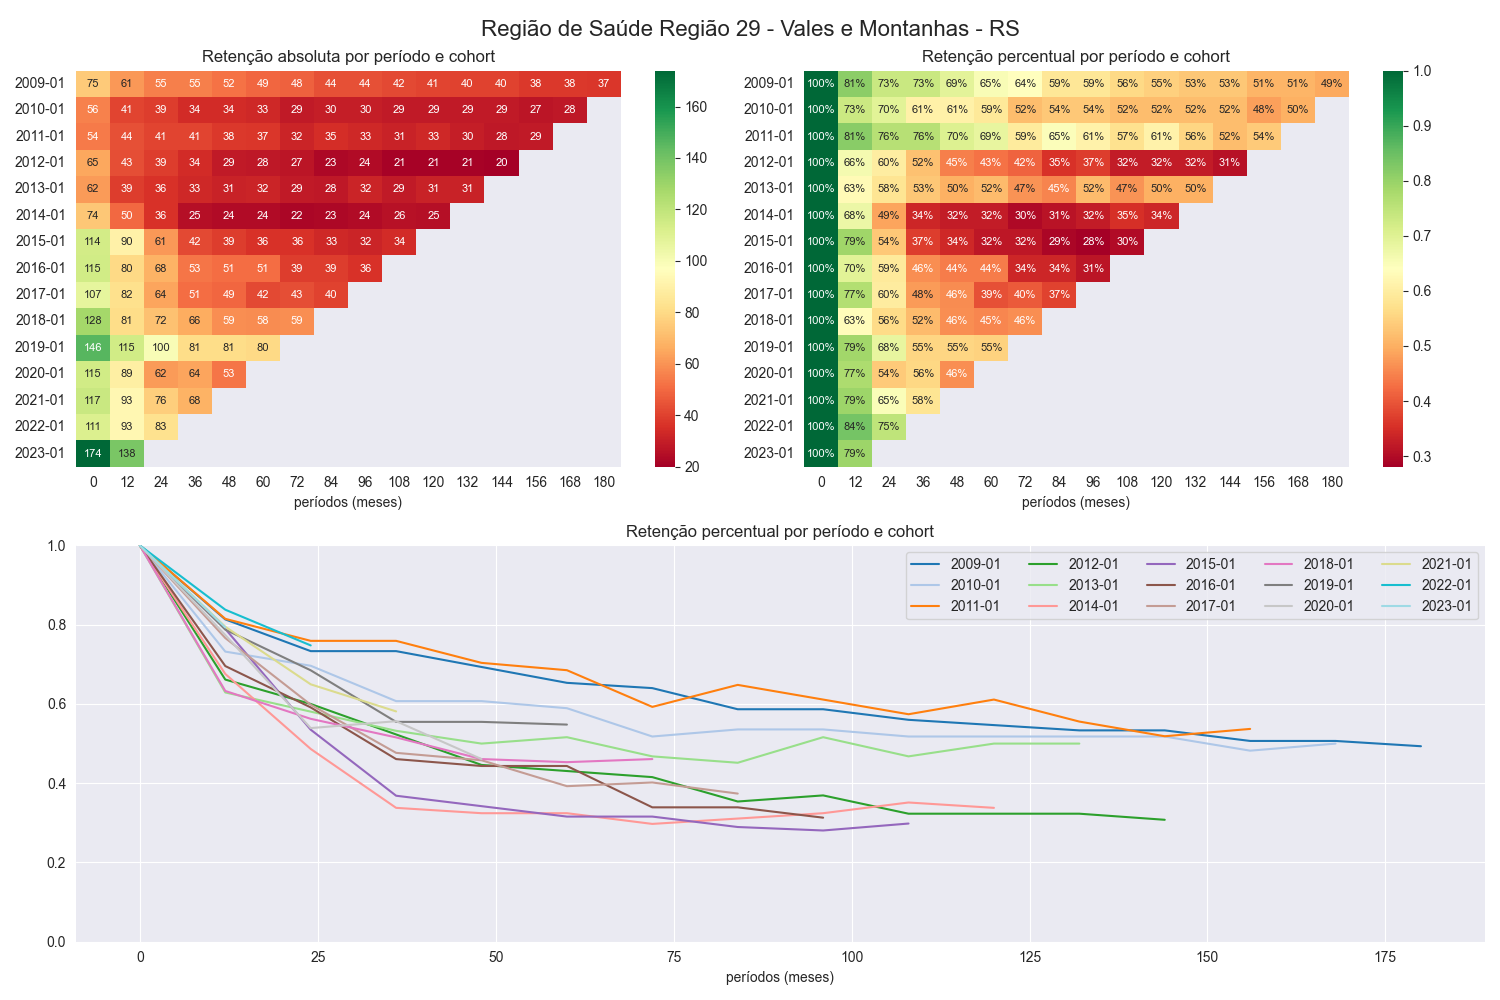 Região de Saúde Região 29 - Vales e Montanhas - RS
Retenção absoluta por período e cohort
2009-01 75 61 55 55 52 49 48 44 44 42 41 40 40 38 38 37
2010-01 56 41 39 34 34 33 29 30 30 29 29 29 29 27 28
2011-01 54 44 41 41 38 37 32 35 33 31 33 30 28 29
2012-01 65 43 39 34 29 28 27 23 24 21 21 21 20
2013-01 62 39 36 33 31 32 29 28 32 29 31 31
2014-01 74 50 36 25 24 24 22 23 24 26 25
2015-01 114 90 61 42 39 36 36 33 32 34
2016-01 115 80 68 53 51 51 39 39 36
2017-01 107 82 64 51 49 42 43 40
2018-01 128 81 72 66 59 58 59
2019-01 146 115 100 81 81 80
2020-01 115 89 62 64 53
2021-01 117 93 76 68
2022-01 111 93 83
2023-01 174 138
0 12 24 36 48 60 72 84 96 108 120 132 144 156 168 180
períodos (meses)
160
140
120
100
80
60
40
20
Retenção percentual por período e cohort
2009-01 100% 81% 73% 73% 69% 65% 64% 59% 59% 56% 55% 53% 53% 51% 51% 49%
2010-01 100% 73% 70% 61% 61% 59% 52% 54% 54% 52% 52% 52% 52% 48% 50%
2011-01 100% 81% 76% 76% 70% 69% 59% 65% 61% 57% 61% 56% 52% 54%
2012-01 100% 66% 60% 52% 45% 43% 42% 35% 37% 32% 32% 32% 31%
2013-01 100% 63% 58% 53% 50% 52% 47% 45% 52% 47% 50% 50%
2014-01 100% 68% 49% 34% 32% 32% 30% 31% 32% 35% 34%
2015-01 100% 79% 54% 37% 34% 32% 32% 29% 28% 30%
2016-01 100% 70% 59% 46% 44% 44% 34% 34% 31%
2017-01 100% 77% 60% 48% 46% 39% 40% 37%
2018-01 100% 63% 56% 52% 46% 45% 46%
2019-01 100% 79% 68% 55% 55% 55%
2020-01 100% 77% 54% 56% 46%
2021-01 100% 79% 65% 58%
2022-01 100% 84% 75%
2023-01 100% 79%
0 12 24 36 48 60 72 84 96 108 120 132 144 156 168 180
períodos (meses)
1.0
0.9
0.8
0.7
0.6
0.5
0.4
0.3
Retenção percentual por período e cohort
1.0
0.8
0.6
0.4
0.2
0.0
2009-01 2012-01 2015-01 2018-01 2021-01
2010-01 2013-01 2016-01 2019-01 2022-01
2011-01 2014-01 2017-01 2020-01 2023-01
0 25 50 75 100 125 150 175
períodos (meses)